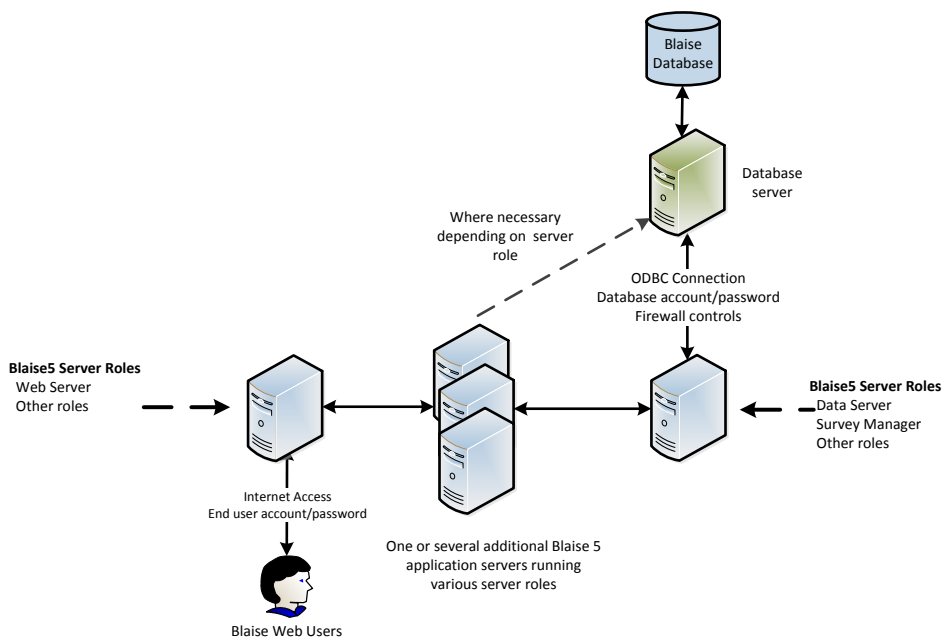 Blaise
Database
Database
server
Where necessary
depending on  server
role
ODBC Connection
Database account/password
Firewall controls
Blaise5 Server Roles
Web Server
Other roles
Blaise5 Server Roles
Data Server
Survey Manager
Other roles
Internet Access
End user account/password
One or several additional Blaise 5
application servers running
various server roles
Blaise Web Users